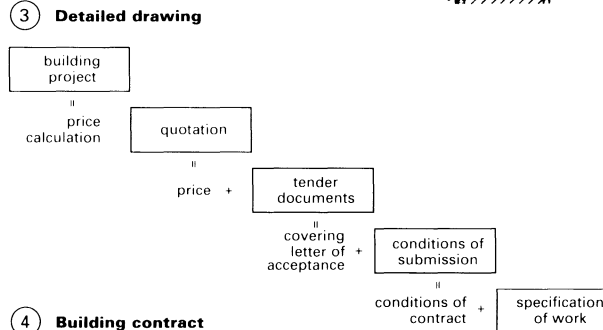 3 Detailed drawing
building
project
=
price
calculation
quotation
=
price +
tender
documents
=
covering
letter of
acceptance
+
conditions of
submission
=
conditions of
contract
+
specification
of work
4 Building contract